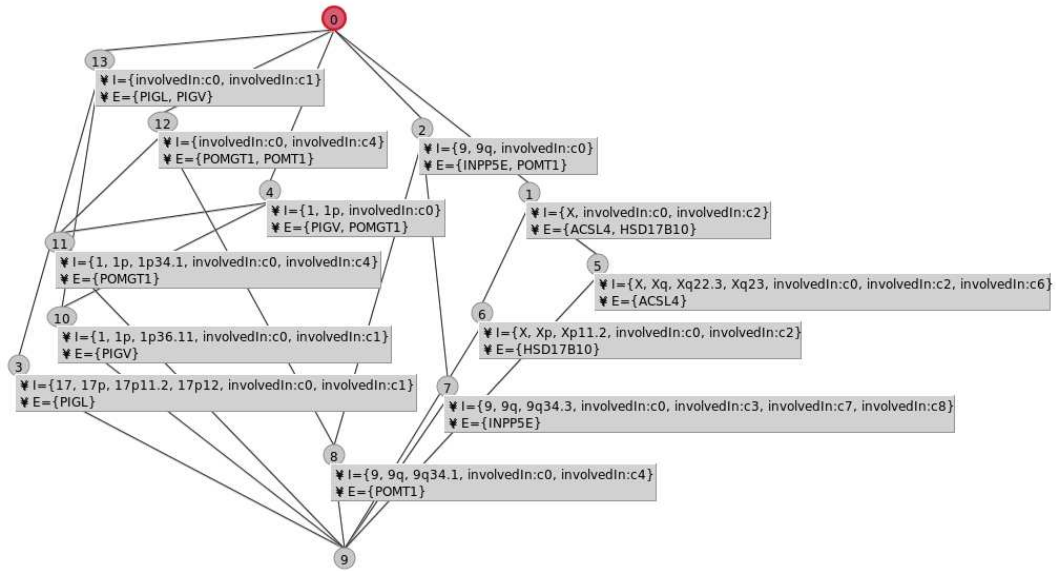 0
13
¥ I={involvedIn:c0, involvedIn:c1}
¥ E={PIGL, PIGV}
12
¥ I={involvedIn:c0, involvedIn:c4}
¥ E={POMGT1, POMT1}
2
¥ I={9, 9q, involvedIn:c0}
¥ E={INPP5E, POMT1}
4
¥ I={1, 1p, involvedIn:c0}
¥ E={PIGV, POMGT1}
1
¥ I={X, involvedIn:c0, involvedIn:c2}
¥ E={ACSL4, HSD17B10}
11
¥ I={1, 1p, 1p34.1, involvedIn:c0, involvedIn:c4}
¥ E={POMGT1}
5
¥ I={X, Xq, Xq22.3, Xq23, involvedIn:c0, involvedIn:c2, involvedIn:c6}
¥ E={ACSL4}
10
¥ I={1, 1p, 1p36.11, involvedIn:c0, involvedIn:c1}
¥ E={PIGV}
6
¥ I={X, Xp, Xp11.2, involvedIn:c0, involvedIn:c2}
¥ E={HSD17B10}
3
¥ I={17, 17p, 17p11.2, 17p12, involvedIn:c0, involvedIn:c1}
¥ E={PIGL}
7
¥ I={9, 9q, 9q34.3, involvedIn:c0, involvedIn:c3, involvedIn:c7, involvedIn:c8}
¥ E={INPP5E}
8
¥ I={9, 9q, 9q34.1, involvedIn:c0, involvedIn:c4}
¥ E={POMT1}
9